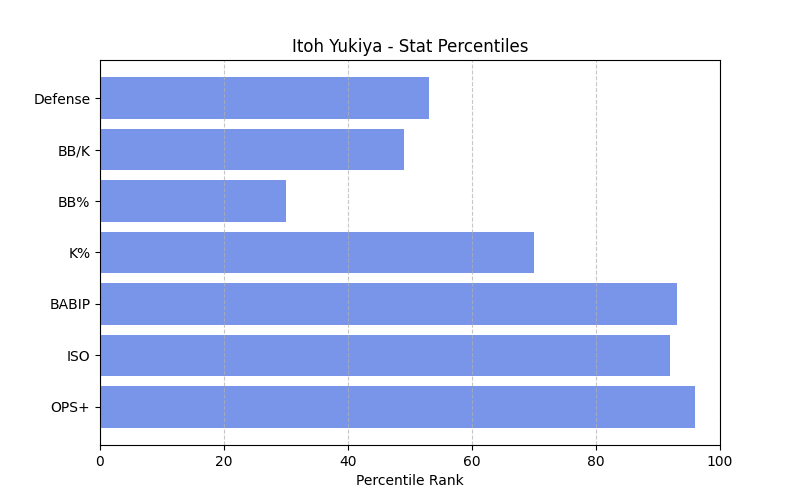 Itoh Yukiya - Stat Percentiles
Defense
BB/K
BB%
K%
BABIP
ISO
OPS+
0 20 40 60 80 100
Percentile Rank